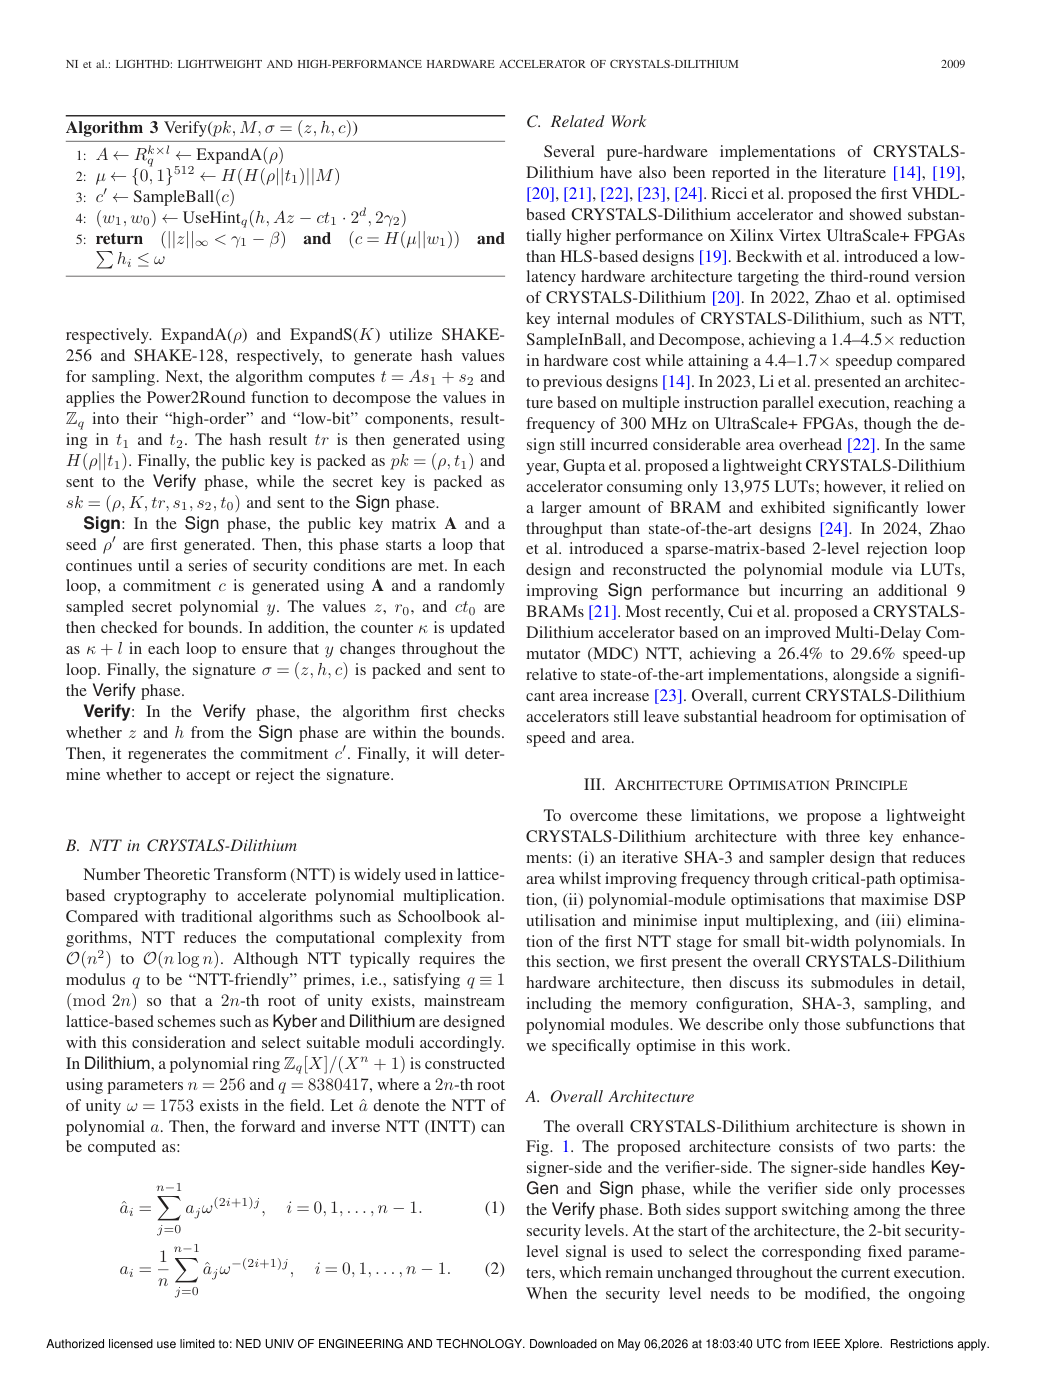 NI et al.: LIGHTHD: LIGHTWEIGHT AND HIGH-PERFORMANCE HARDWARE ACCELERATOR OF CRYSTALS-DILITHIUM 2009
Algorithm 3 Verify(pk, M, σ = (z, h, c))
1: A ← R_q^{k×l} ← ExpandA(ρ)
2: μ ← {0, 1}^{512} ← H(H(ρ||t_1)||M)
3: c′ ← SampleBall(c)
4: (w_1, w_0) ← UseHint_q(h, Az − ct_1 · 2^d, 2γ_2)
5: return (||z||_∞ < γ_1 − β) and (c = H(μ||w_1)) and
∑ h_i ≤ ω
respectively. ExpandA(ρ) and ExpandS(K) utilize SHAKE-
256 and SHAKE-128, respectively, to generate hash values
for sampling. Next, the algorithm computes t = As_1 + s_2 and
applies the Power2Round function to decompose the values in
ℤ_q into their “high-order” and “low-bit” components, result-
ing in t_1 and t_2. The hash result tr is then generated using
H(ρ||t_1). Finally, the public key is packed as pk = (ρ, t_1) and
sent to the Verify phase, while the secret key is packed as
sk = (ρ, K, tr, s_1, s_2, t_0) and sent to the Sign phase.
Sign: In the Sign phase, the public key matrix A and a
seed ρ′ are first generated. Then, this phase starts a loop that
continues until a series of security conditions are met. In each
loop, a commitment c is generated using A and a randomly
sampled secret polynomial y. The values z, r_0, and ct_0 are
then checked for bounds. In addition, the counter κ is updated
as κ + l in each loop to ensure that y changes throughout the
loop. Finally, the signature σ = (z, h, c) is packed and sent to
the Verify phase.
Verify: In the Verify phase, the algorithm first checks
whether z and h from the Sign phase are within the bounds.
Then, it regenerates the commitment c′. Finally, it will deter-
mine whether to accept or reject the signature.
B. NTT in CRYSTALS-Dilithium
Number Theoretic Transform (NTT) is widely used in lattice-
based cryptography to accelerate polynomial multiplication.
Compared with traditional algorithms such as Schoolbook al-
gorithms, NTT reduces the computational complexity from
O(n^2) to O(n log n). Although NTT typically requires the
modulus q to be “NTT-friendly” primes, i.e., satisfying q ≡ 1
(mod 2n) so that a 2n-th root of unity exists, mainstream
lattice-based schemes such as Kyber and Dilithium are designed
with this consideration and select suitable moduli accordingly.
In Dilithium, a polynomial ring ℤ_q[X]/(X^n + 1) is constructed
using parameters n = 256 and q = 8380417, where a 2n-th root
of unity ω = 1753 exists in the field. Let â denote the NTT of
polynomial a. Then, the forward and inverse NTT (INTT) can
be computed as:
â_i = ∑_{j=0}^{n−1} a_j ω^{(2i+1)j}, i = 0, 1, . . . , n − 1. (1)
a_i = 1/n ∑_{j=0}^{n−1} â_j ω^{−(2i+1)j}, i = 0, 1, . . . , n − 1. (2)
C. Related Work
Several pure-hardware implementations of CRYSTALS-
Dilithium have also been reported in the literature [14], [19],
[20], [21], [22], [23], [24]. Ricci et al. proposed the first VHDL-
based CRYSTALS-Dilithium accelerator and showed substan-
tially higher performance on Xilinx Virtex UltraScale+ FPGAs
than HLS-based designs [19]. Beckwith et al. introduced a low-
latency hardware architecture targeting the third-round version
of CRYSTALS-Dilithium [20]. In 2022, Zhao et al. optimised
key internal modules of CRYSTALS-Dilithium, such as NTT,
SampleInBall, and Decompose, achieving a 1.4–4.5× reduction
in hardware cost while attaining a 4.4–1.7× speedup compared
to previous designs [14]. In 2023, Li et al. presented an architec-
ture based on multiple instruction parallel execution, reaching a
frequency of 300 MHz on UltraScale+ FPGAs, though the de-
sign still incurred considerable area overhead [22]. In the same
year, Gupta et al. proposed a lightweight CRYSTALS-Dilithium
accelerator consuming only 13,975 LUTs; however, it relied on
a larger amount of BRAM and exhibited significantly lower
throughput than state-of-the-art designs [24]. In 2024, Zhao
et al. introduced a sparse-matrix-based 2-level rejection loop
design and reconstructed the polynomial module via LUTs,
improving Sign performance but incurring an additional 9
BRAMs [21]. Most recently, Cui et al. proposed a CRYSTALS-
Dilithium accelerator based on an improved Multi-Delay Com-
mutator (MDC) NTT, achieving a 26.4% to 29.6% speed-up
relative to state-of-the-art implementations, alongside a signifi-
cant area increase [23]. Overall, current CRYSTALS-Dilithium
accelerators still leave substantial headroom for optimisation of
speed and area.
III. ARCHITECTURE OPTIMISATION PRINCIPLE
To overcome these limitations, we propose a lightweight
CRYSTALS-Dilithium architecture with three key enhance-
ments: (i) an iterative SHA-3 and sampler design that reduces
area whilst improving frequency through critical-path optimisa-
tion, (ii) polynomial-module optimisations that maximise DSP
utilisation and minimise input multiplexing, and (iii) elimina-
tion of the first NTT stage for small bit-width polynomials. In
this section, we first present the overall CRYSTALS-Dilithium
hardware architecture, then discuss its submodules in detail,
including the memory configuration, SHA-3, sampling, and
polynomial modules. We describe only those subfunctions that
we specifically optimise in this work.
A. Overall Architecture
The overall CRYSTALS-Dilithium architecture is shown in
Fig. 1. The proposed architecture consists of two parts: the
signer-side and the verifier-side. The signer-side handles Key-
Gen and Sign phase, while the verifier side only processes
the Verify phase. Both sides support switching among the three
security levels. At the start of the architecture, the 2-bit security-
level signal is used to select the corresponding fixed parame-
ters, which remain unchanged throughout the current execution.
When the security level needs to be modified, the ongoing
Authorized licensed use limited to: NED UNIV OF ENGINEERING AND TECHNOLOGY. Downloaded on May 06,2026 at 18:03:40 UTC from IEEE Xplore. Restrictions apply.